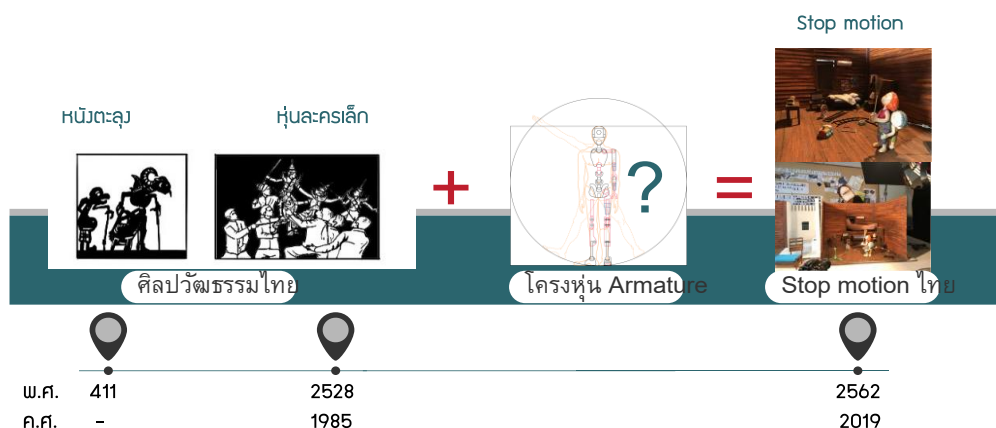 Stop motion
หนังตะลุง
หุ่นละครเล็ก
+
?
=
ศิลปวัฒธรรมไทย
โครงหุ่น Armature
Stop motion ไทย
พ.ศ. 411 2528 2562
ค.ศ. - 1985 2019